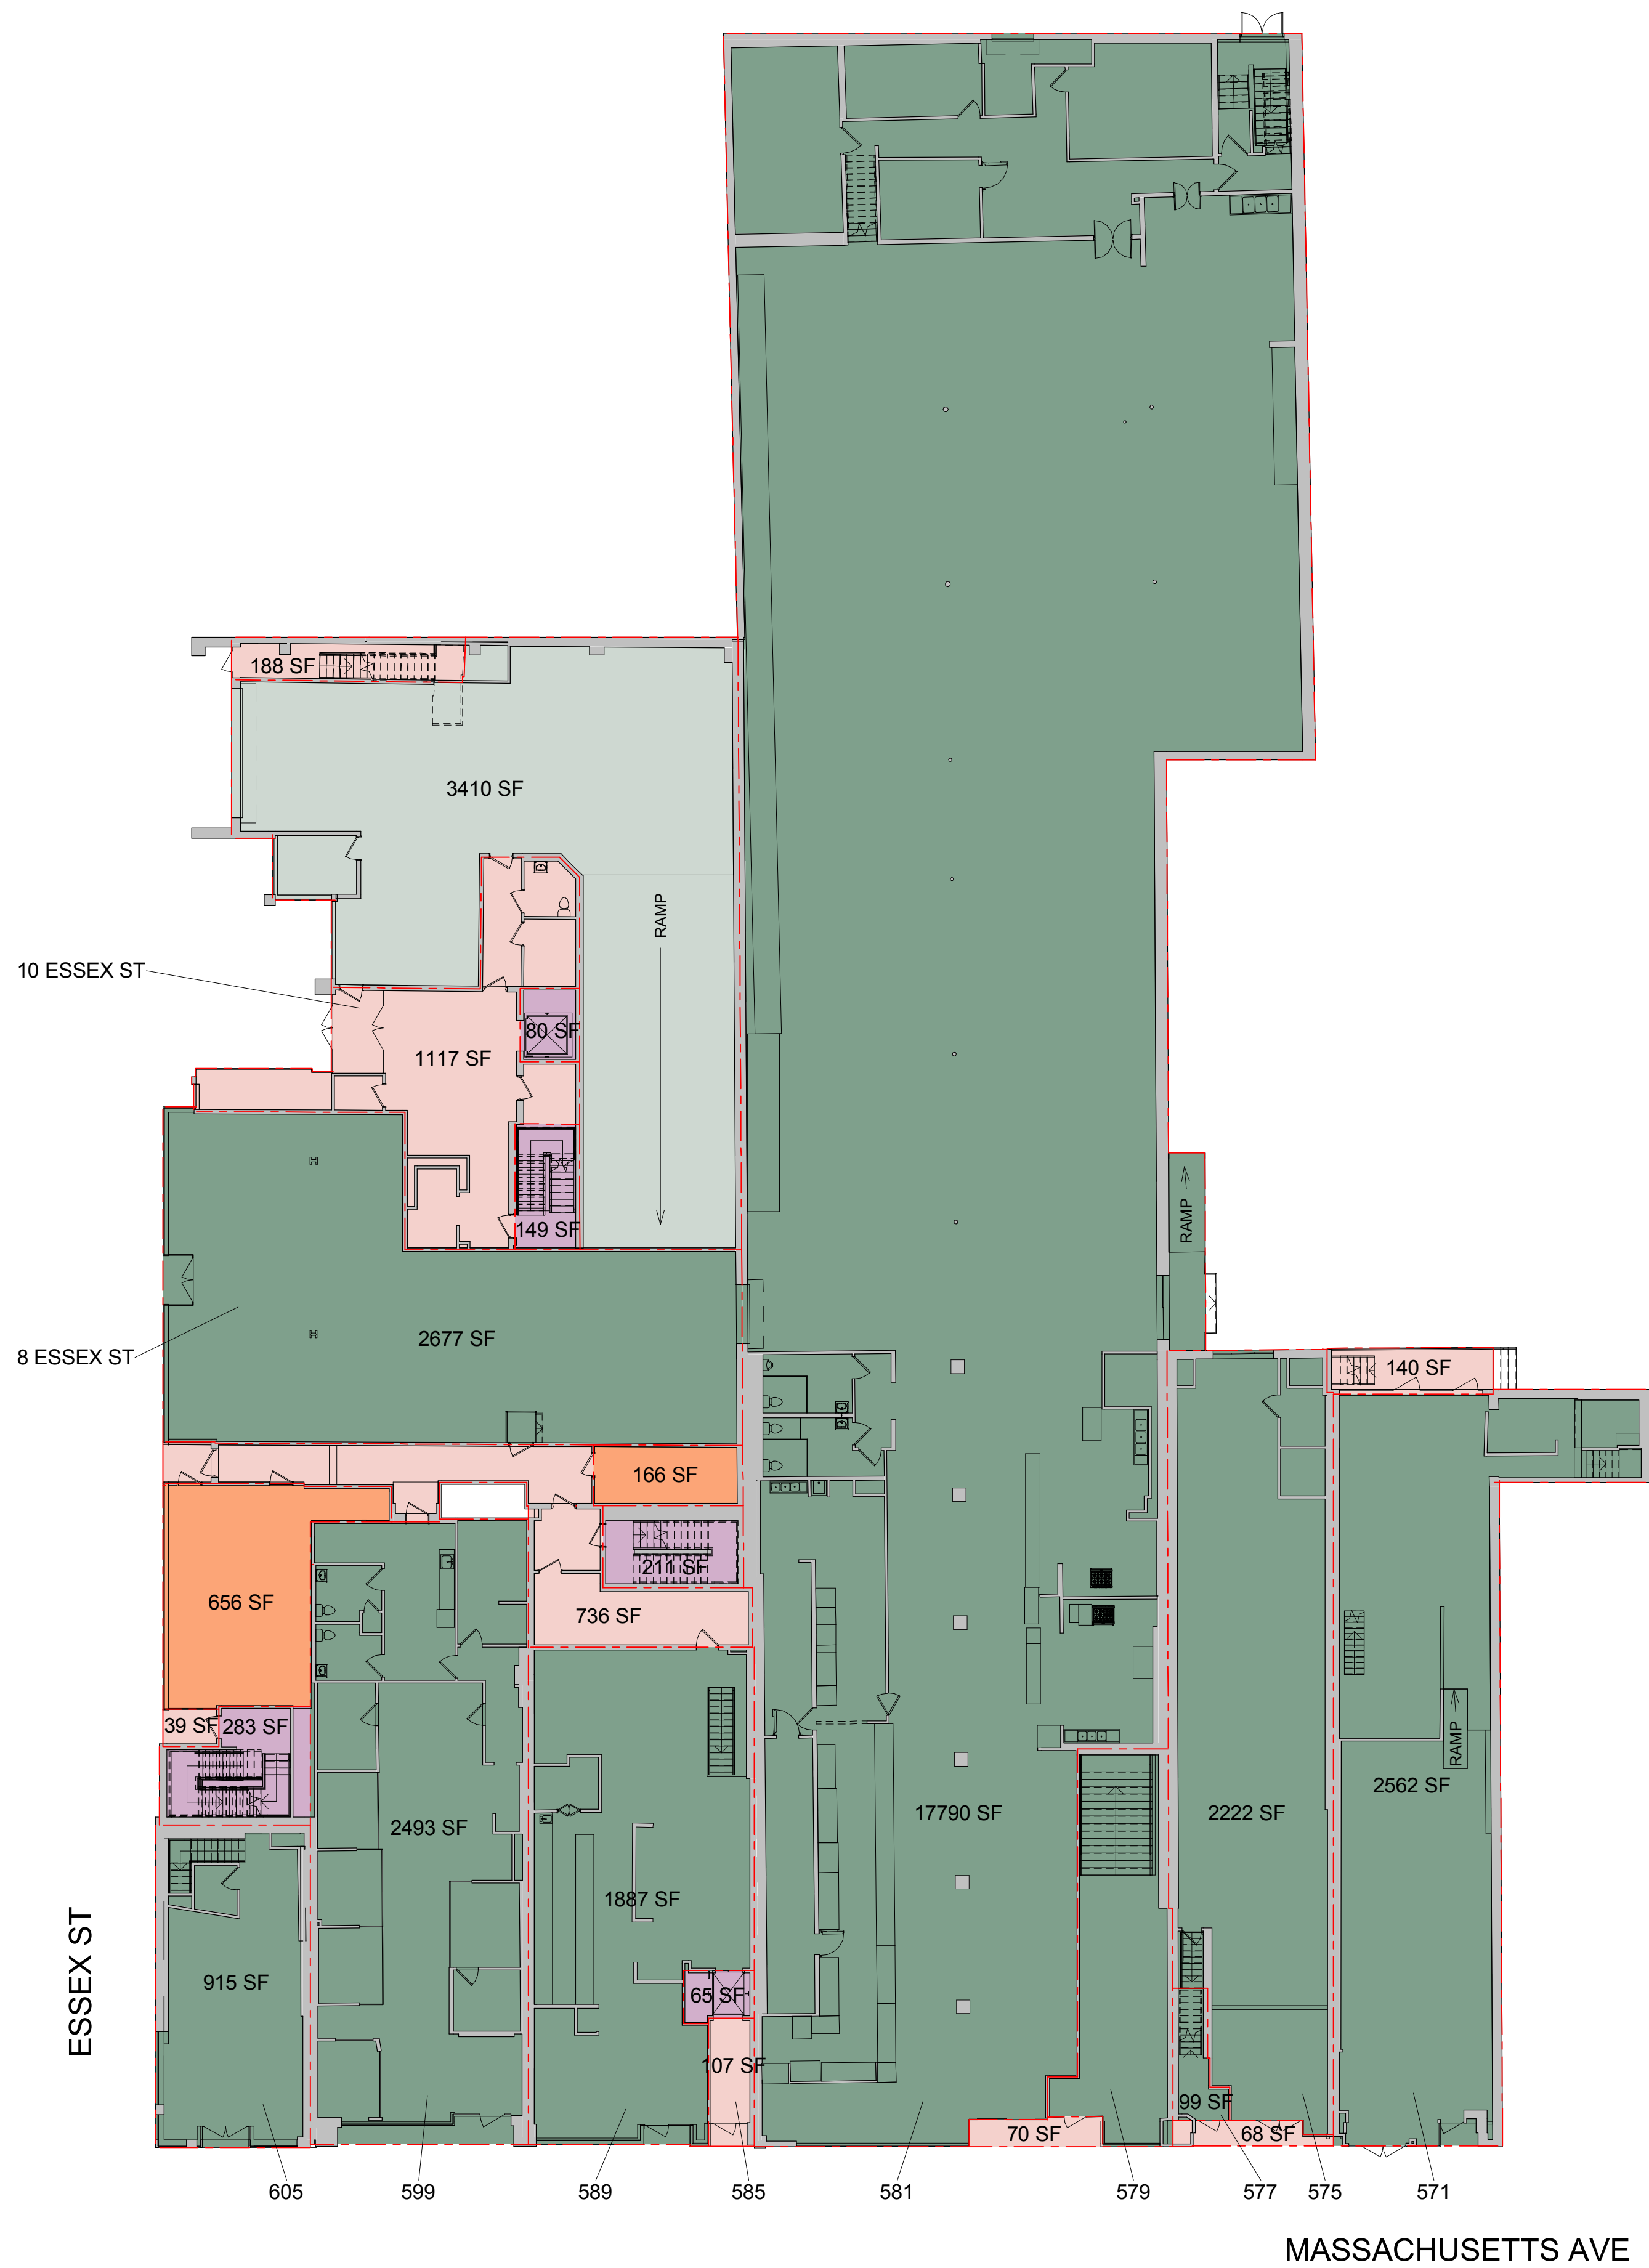 188 SF
3410 SF
RAMP
10 ESSEX ST
80 SF
1117 SF
149 SF
RAMP
8 ESSEX ST
2677 SF
140 SF
166 SF
211 SF
656 SF
736 SF
39 SF
283 SF
RAMP
2562 SF
2493 SF
17790 SF
2222 SF
1887 SF
ESSEX ST
915 SF
65 SF
107 SF
99 SF
70 SF
68 SF
605
599
589
585
581
579
577
575
571
MASSACHUSETTS AVE